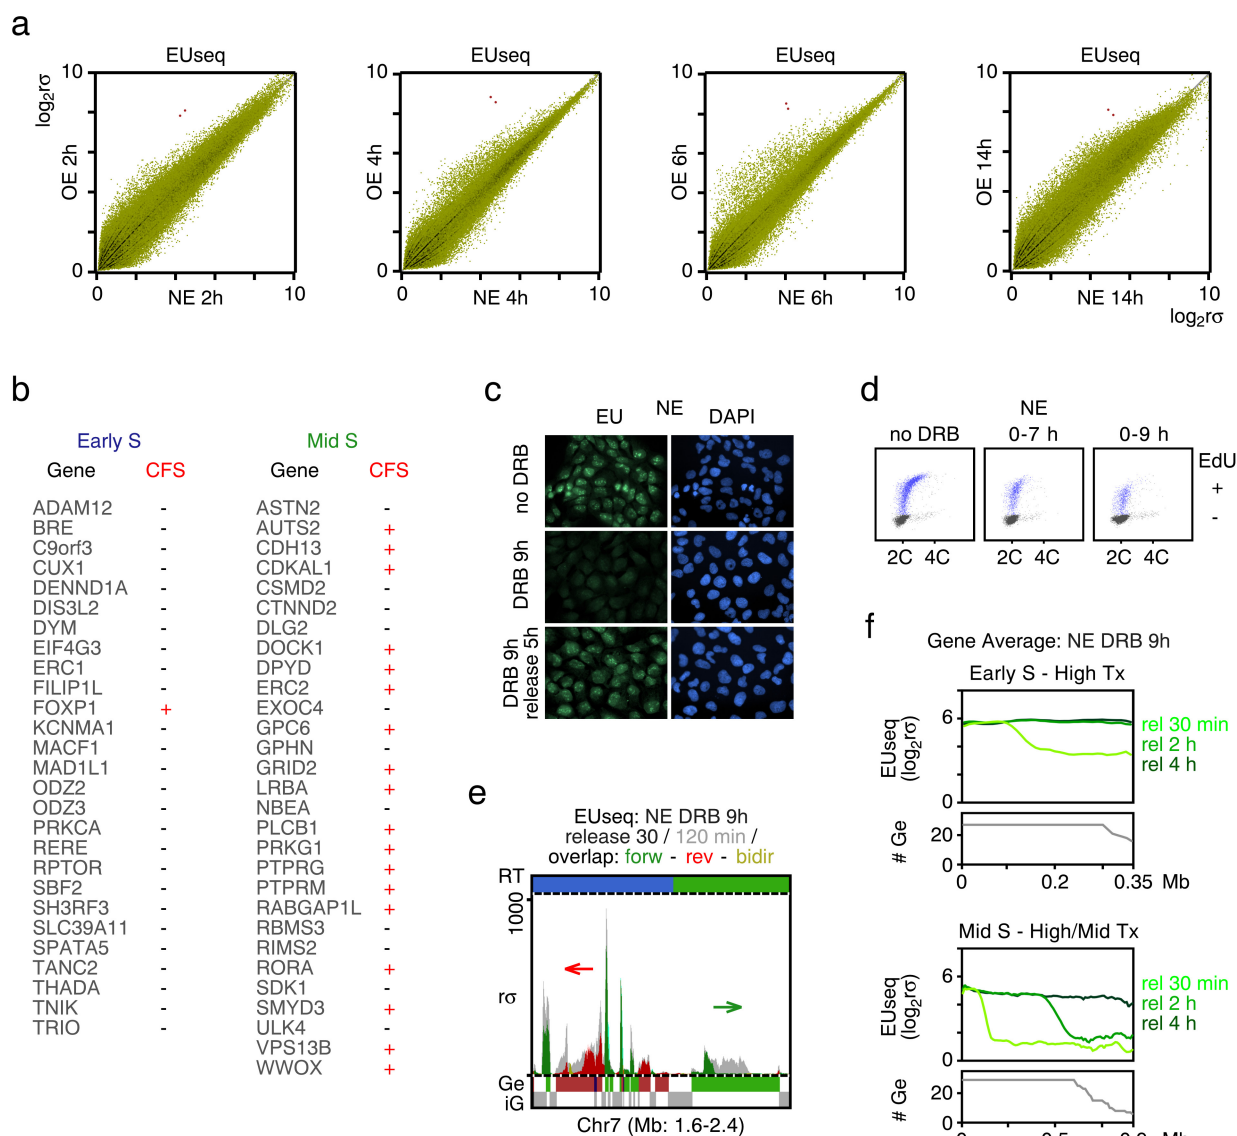 a
EUseq
10
log2rσ
OE 2h
0
0
NE 2h
10
EUseq
10
OE 4h
0
0
NE 4h
10
EUseq
10
OE 6h
0
0
NE 6h
10
EUseq
10
OE 14h
0
0
NE 14h
10
log2rσ
b
Early S
Gene CFS
ADAM12 -
BRE -
C9orf3 -
CUX1 -
DENND1A -
DIS3L2 -
DYM -
EIF4G3 -
ERC1 -
FILIP1L -
FOXP1 +
KCNMA1 -
MACF1 -
MAD1L1 -
ODZ2 -
ODZ3 -
PRKCA -
RERE -
RPTOR -
SBF2 -
SH3RF3 -
SLC39A11 -
SPATA5 -
TANC2 -
THADA -
TNIK -
TRIO -
Mid S
Gene CFS
ASTN2 -
AUTS2 +
CDH13 +
CDKAL1 +
CSMD2 -
CTNND2 -
DLG2 -
DOCK1 +
DPYD +
ERC2 +
EXOC4 -
GPC6 +
GPHN -
GRID2 +
LRBA +
NBEA -
PLCB1 +
PRKG1 +
PTPRG +
PTPRM +
RABGAP1L +
RBMS3 -
RIMS2 -
RORA +
SDK1 -
SMYD3 +
ULK4 -
VPS13B +
WWOX +
c
NE
EU DAPI
no DRB
DRB 9h
DRB 9h
release 5h
d
NE
no DRB 0-7 h 0-9 h
EdU
+
-
2C 4C 2C 4C 2C 4C
e
EUseq: NE DRB 9h
release 30 / 120 min /
overlap: forw - rev - bidir
RT
1000
rσ
Ge
iG
Chr7 (Mb: 1.6-2.4)
f
Gene Average: NE DRB 9h
Early S - High Tx
EUseq
(log2rσ)
6
0
rel 30 min
rel 2 h
rel 4 h
# Ge
20
0
0 0.2 0.35 Mb
Mid S - High/Mid Tx
EUseq
(log2rσ)
6
0
rel 30 min
rel 2 h
rel 4 h
# Ge
20
0